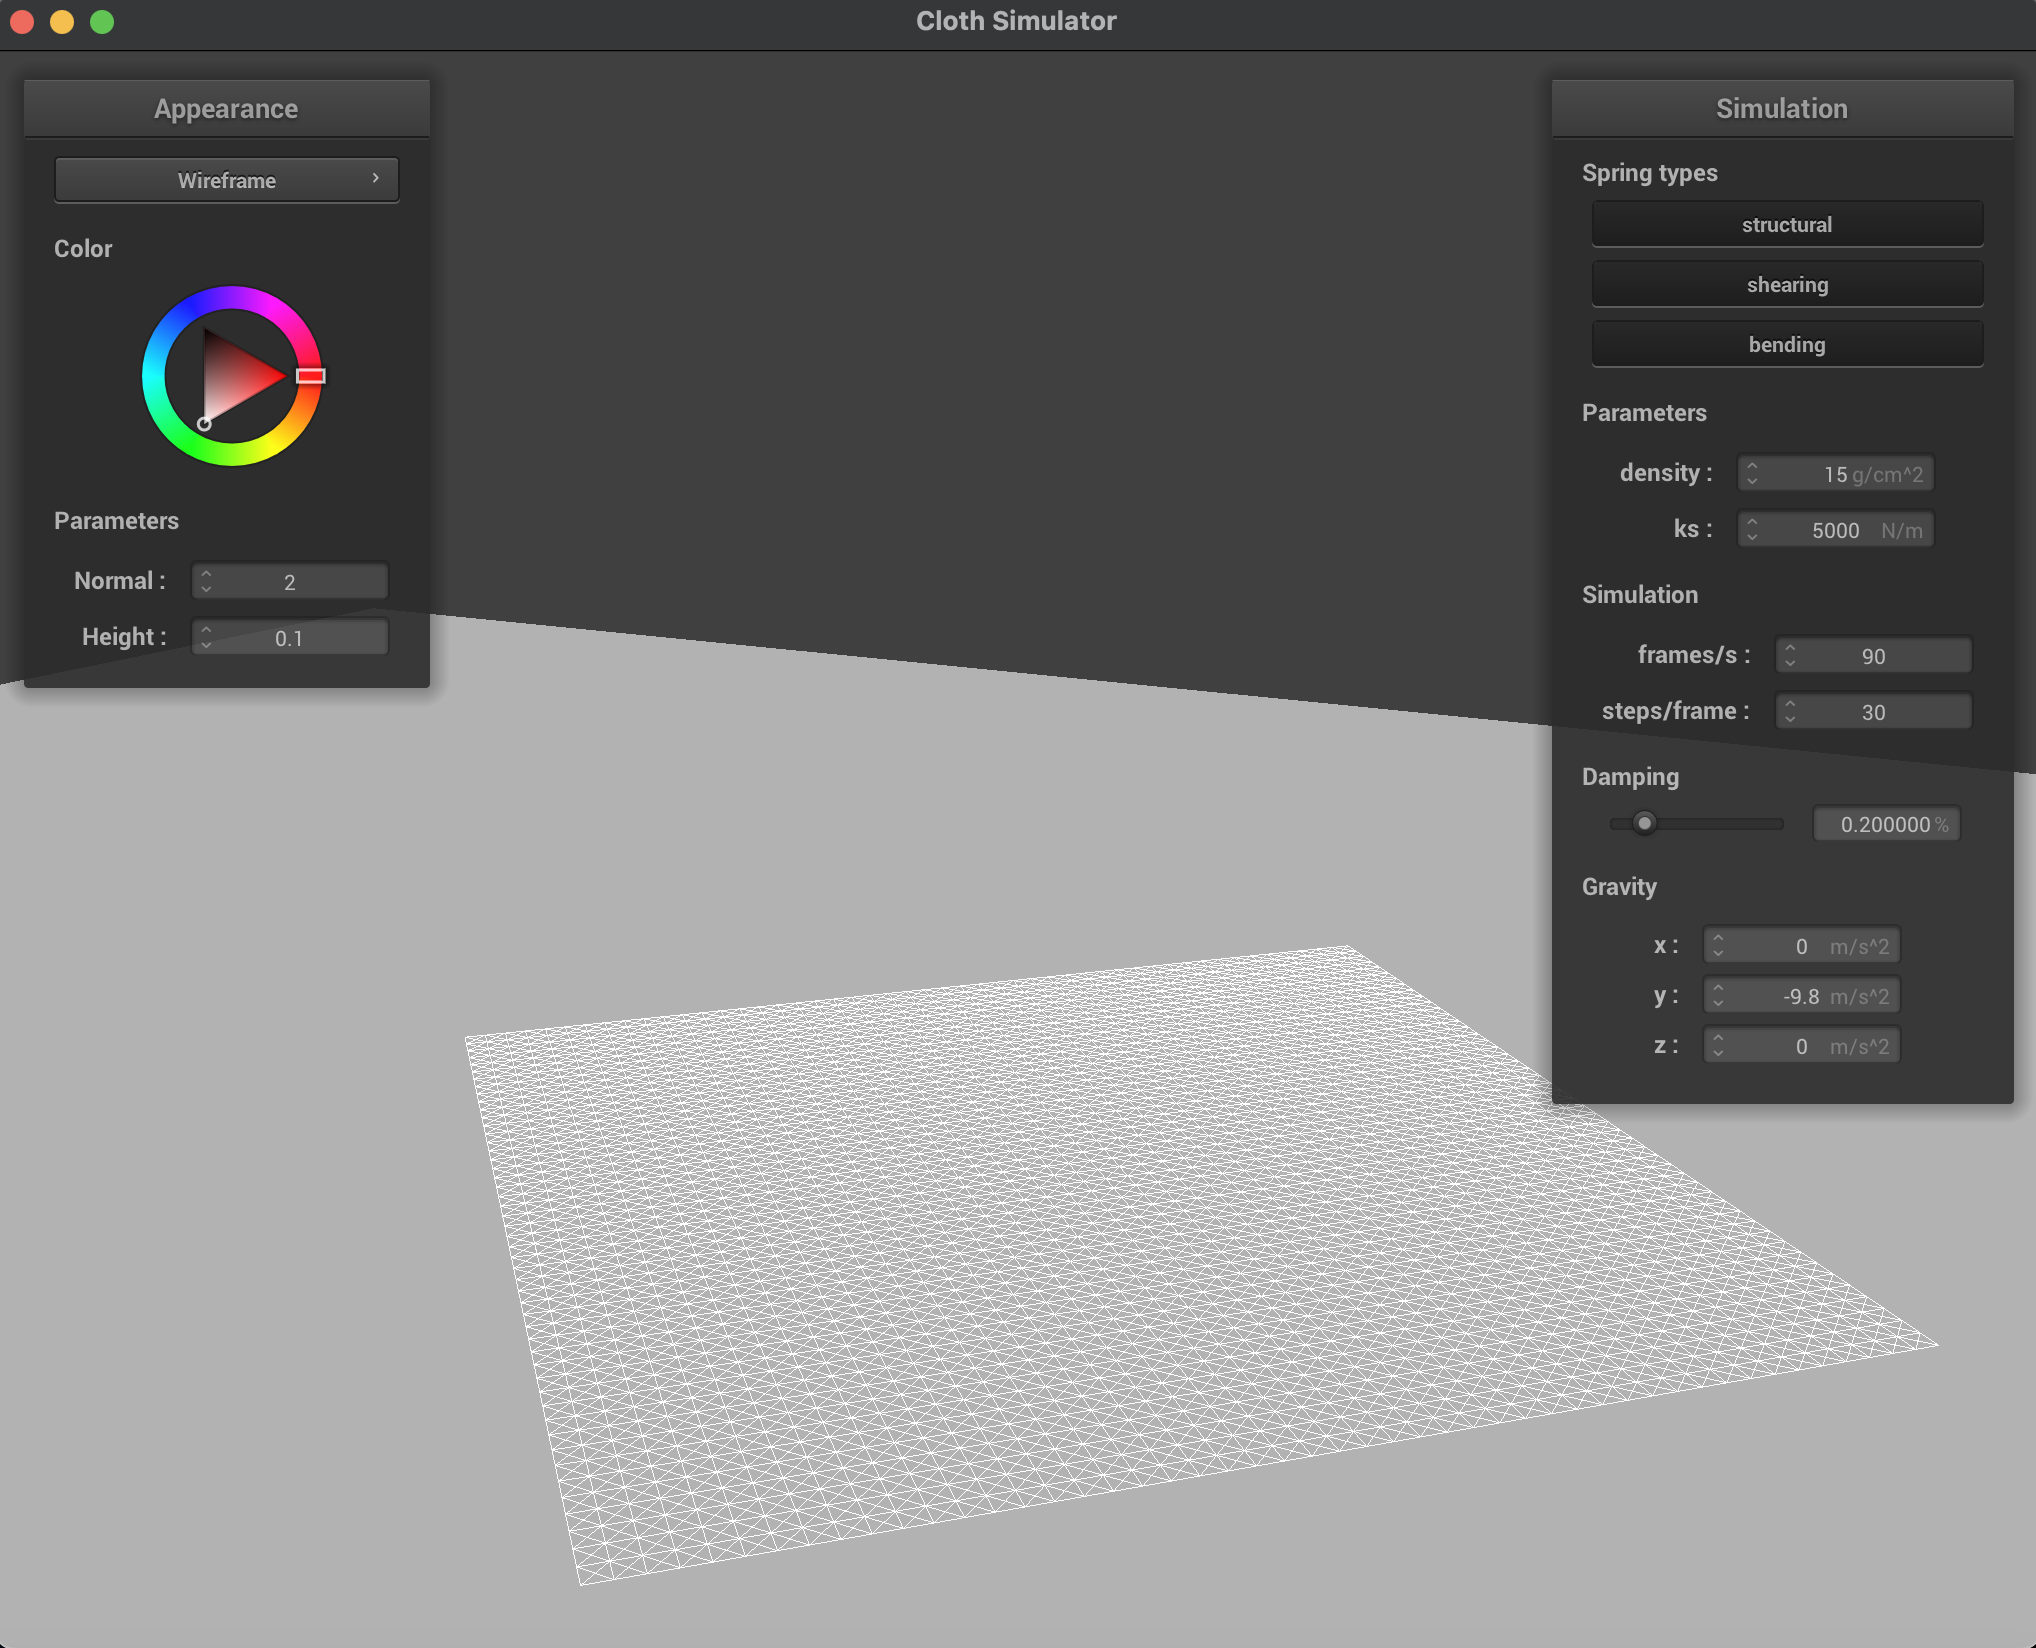 Cloth Simulator
Appearance
Wireframe
Color
Parameters
Normal : 2
Height : 0.1
Simulation
Spring types
structural
shearing
bending
Parameters
density : 15 g/cm^2
ks : 5000 N/m
Simulation
frames/s : 90
steps/frame : 30
Damping
0.200000 %
Gravity
x : 0 m/s^2
y : -9.8 m/s^2
z : 0 m/s^2